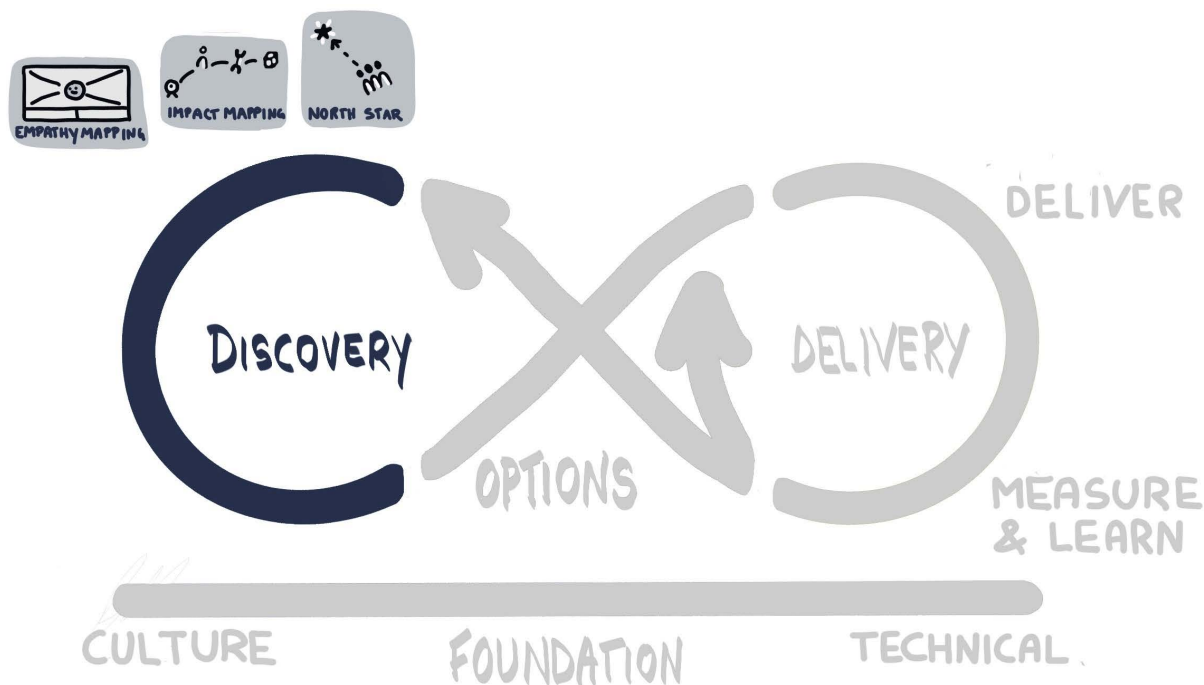 EMPATHY MAPPING
IMPACT MAPPING
NORTH STAR
DISCOVERY
OPTIONS
DELIVERY
DELIVER
MEASURE
& LEARN
CULTURE
FOUNDATION
TECHNICAL